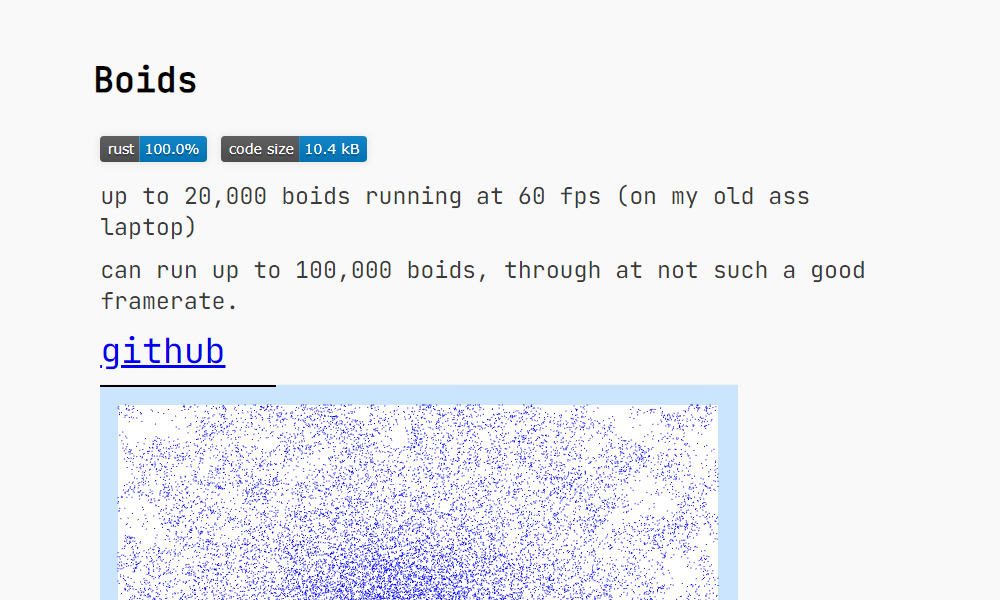 Boids
rust 100.0% code size 10.4 kB
up to 20,000 boids running at 60 fps (on my old ass
laptop)
can run up to 100,000 boids, through at not such a good
framerate.
github